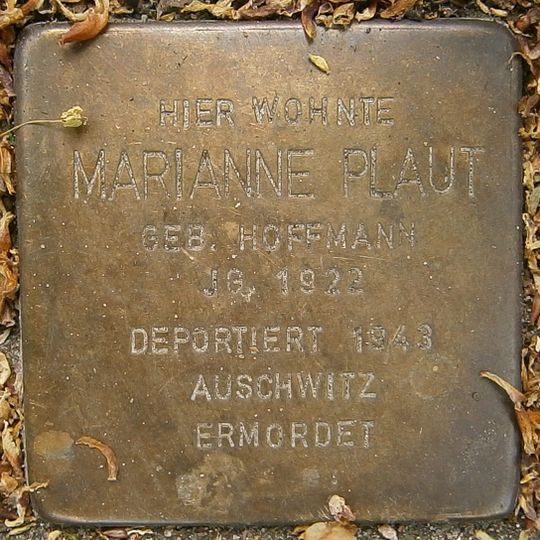 HIER WOHNTE
MARIANNE PLAUT
GEB. HOFFMANN
JG. 1922
DEPORTIERT 1943
AUSCHWITZ
ERMORDET